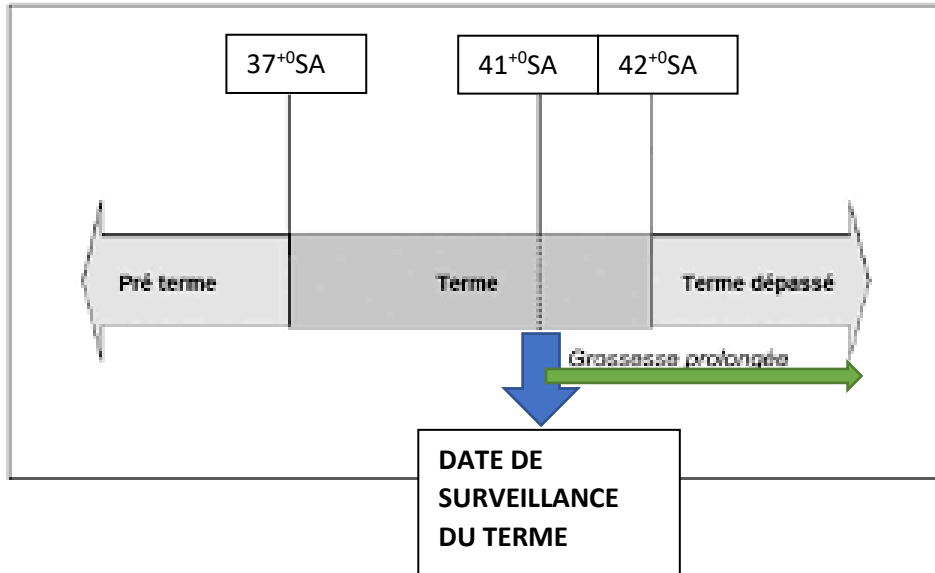 37⁺⁰SA
41⁺⁰SA
42⁺⁰SA
Pré terme
Terme
Terme dépassé
Grossesse prolongée
DATE DE
SURVEILLANCE
DU TERME